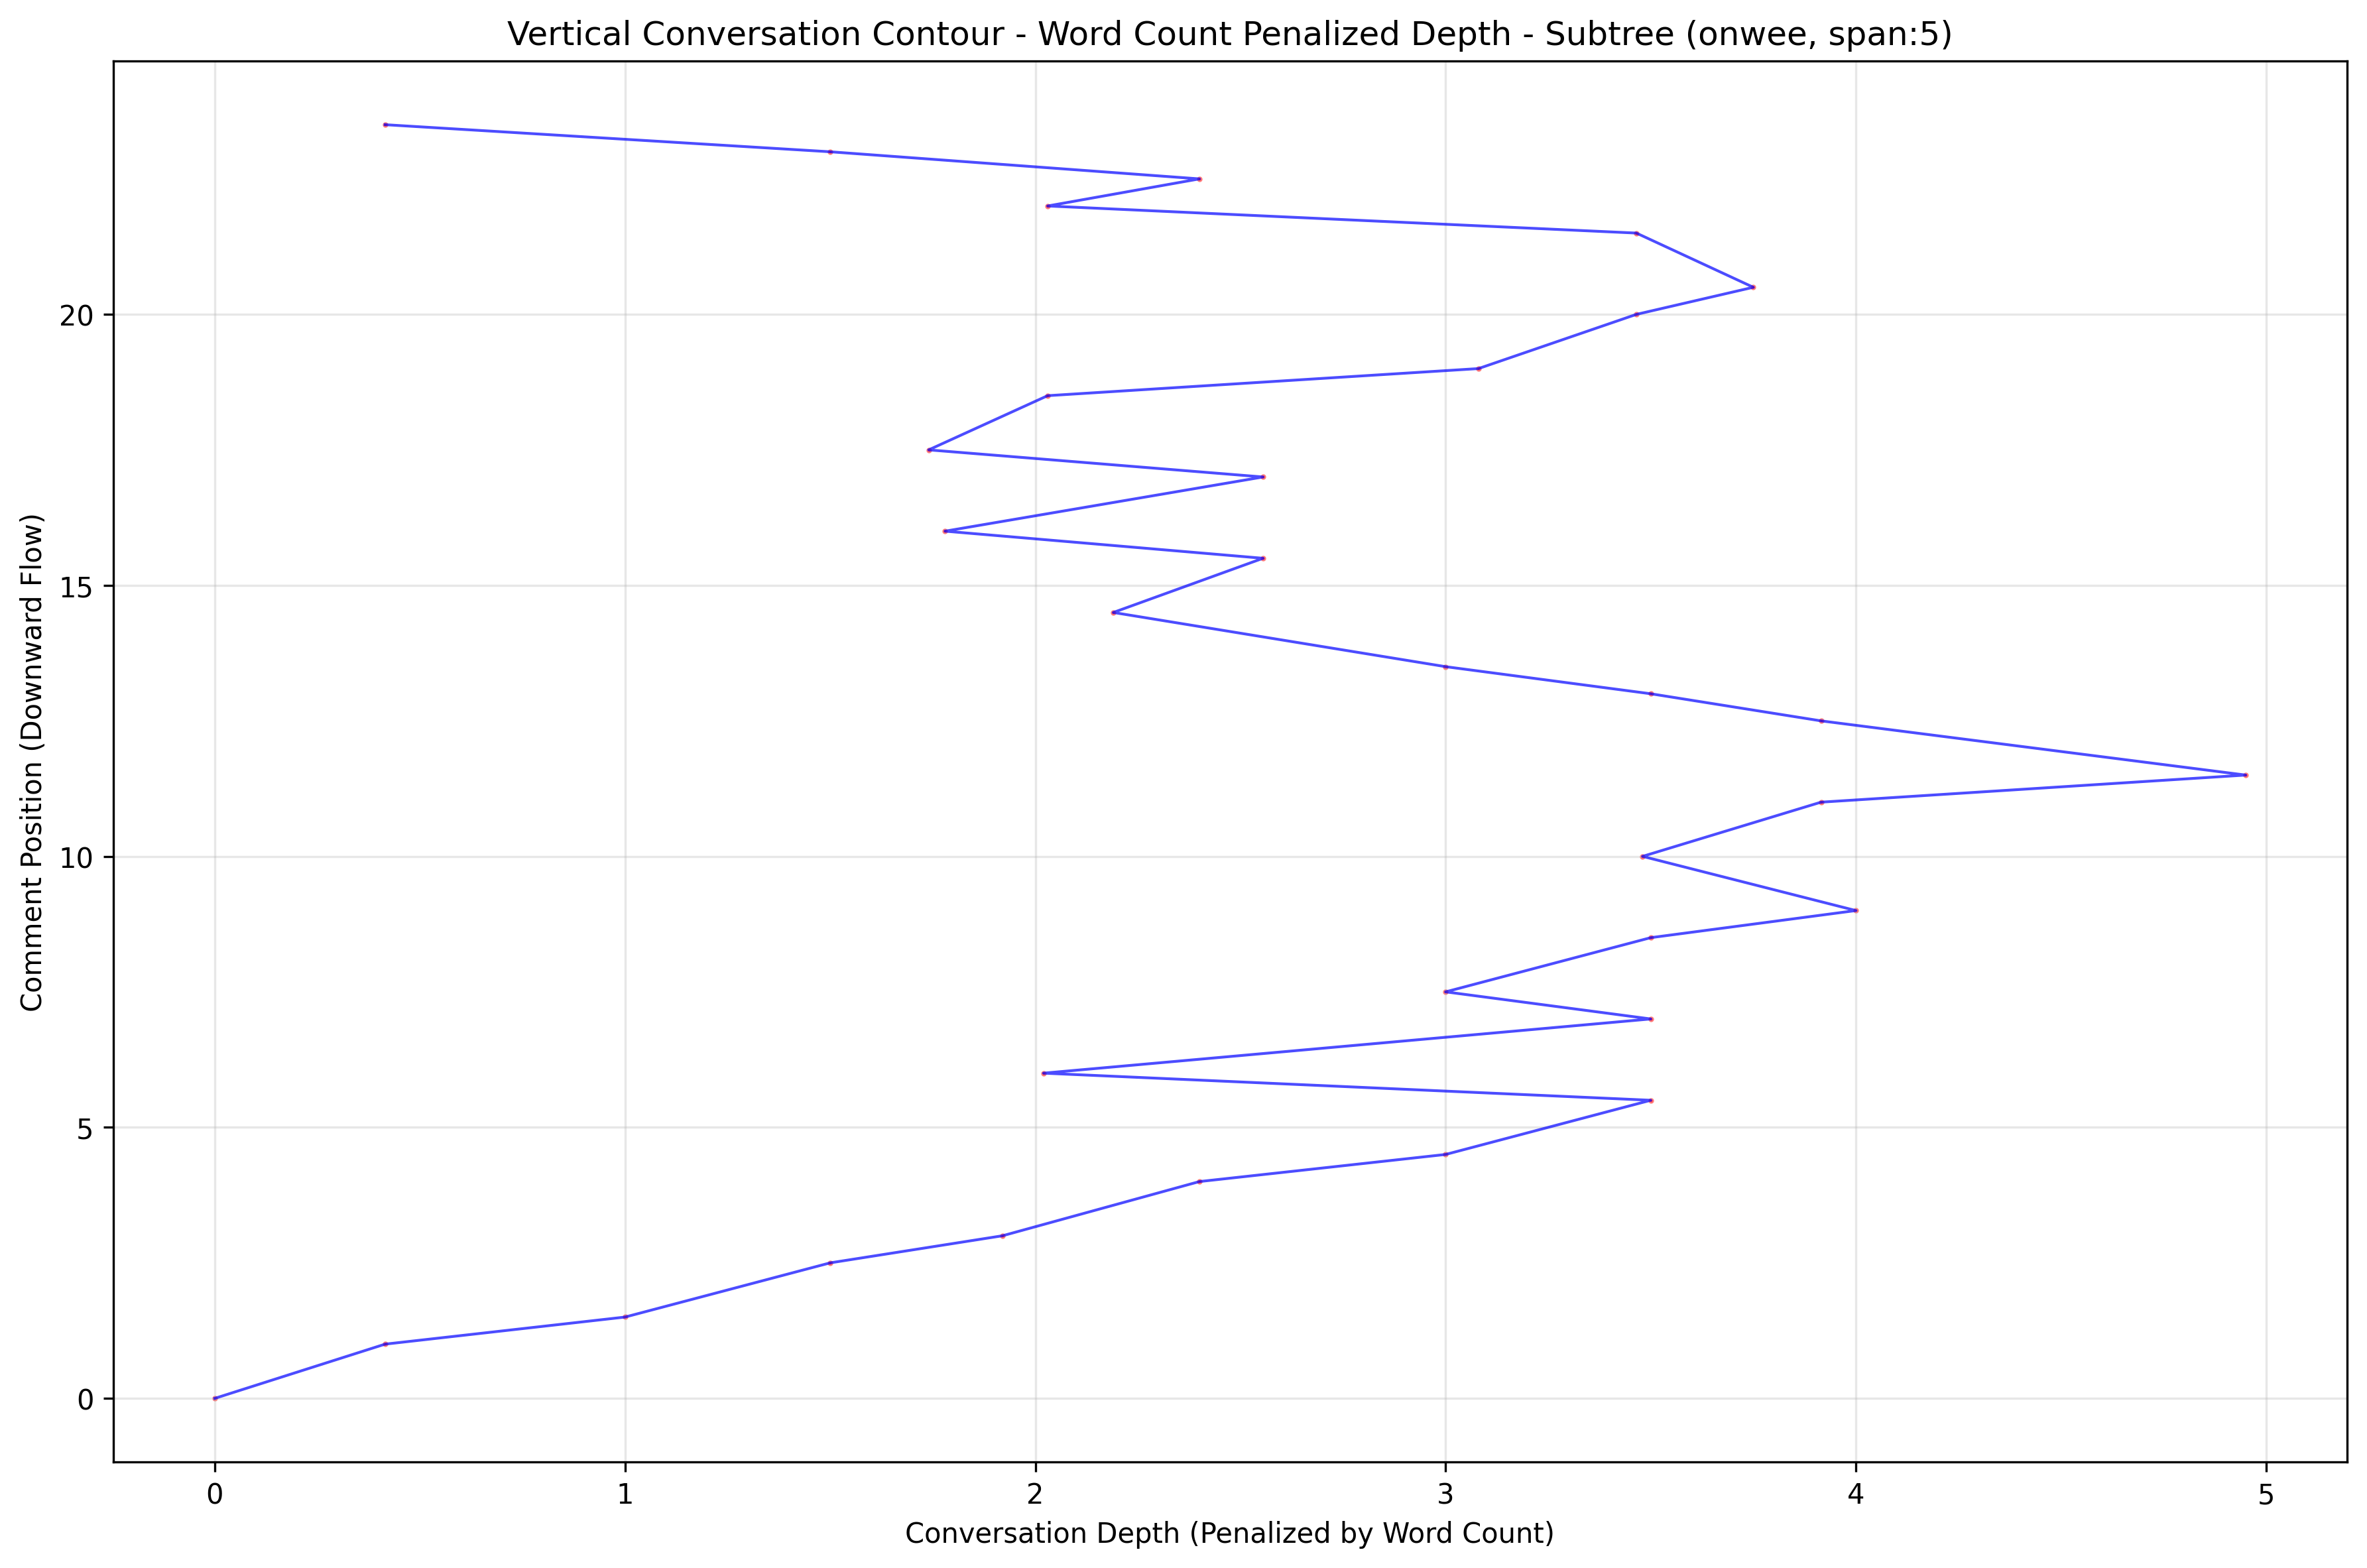 Vertical Conversation Contour - Word Count Penalized Depth - Subtree (onwee, span:5)
Comment Position (Downward Flow)
20
15
10
5
0
0 1 2 3 4 5
Conversation Depth (Penalized by Word Count)